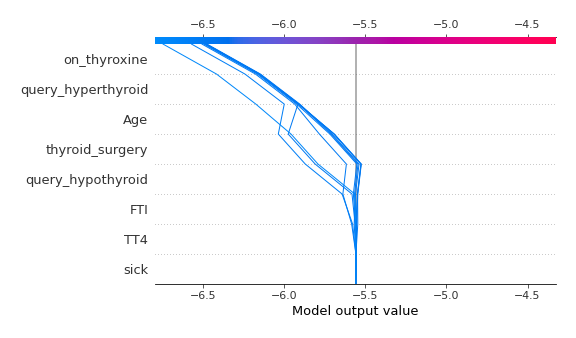 −6.5 −6.0 −5.5 −5.0 −4.5
on_thyroxine
query_hyperthyroid
Age
thyroid_surgery
query_hypothyroid
FTI
TT4
sick
−6.5 −6.0 −5.5 −5.0 −4.5
Model output value